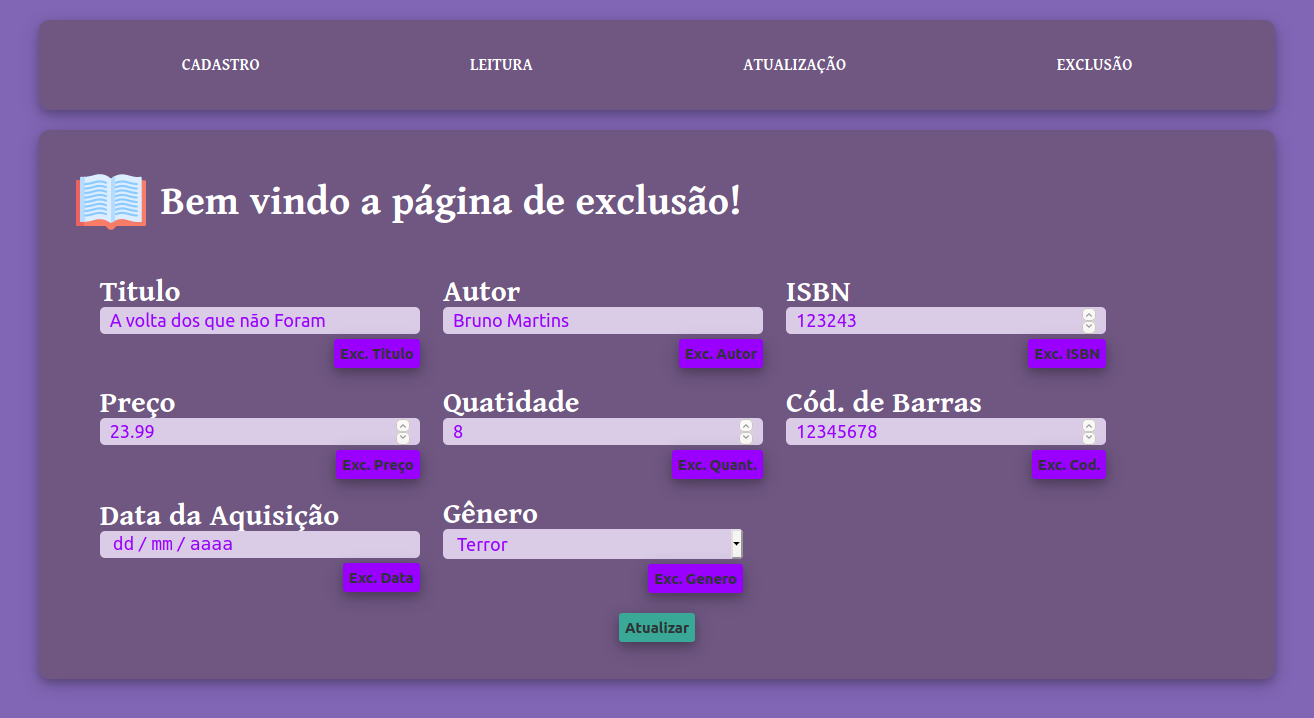 CADASTRO LEITURA ATUALIZAÇÃO EXCLUSÃO
Bem vindo a página de exclusão!
Titulo Autor ISBN
A volta dos que não Foram Bruno Martins 123243
Exc. Titulo Exc. Autor Exc. ISBN
Preço Quatidade Cód. de Barras
23.99 8 12345678
Exc. Preço Exc. Quant. Exc. Cod.
Data da Aquisição Gênero
dd / mm / aaaa Terror
Exc. Data Exc. Genero
Atualizar